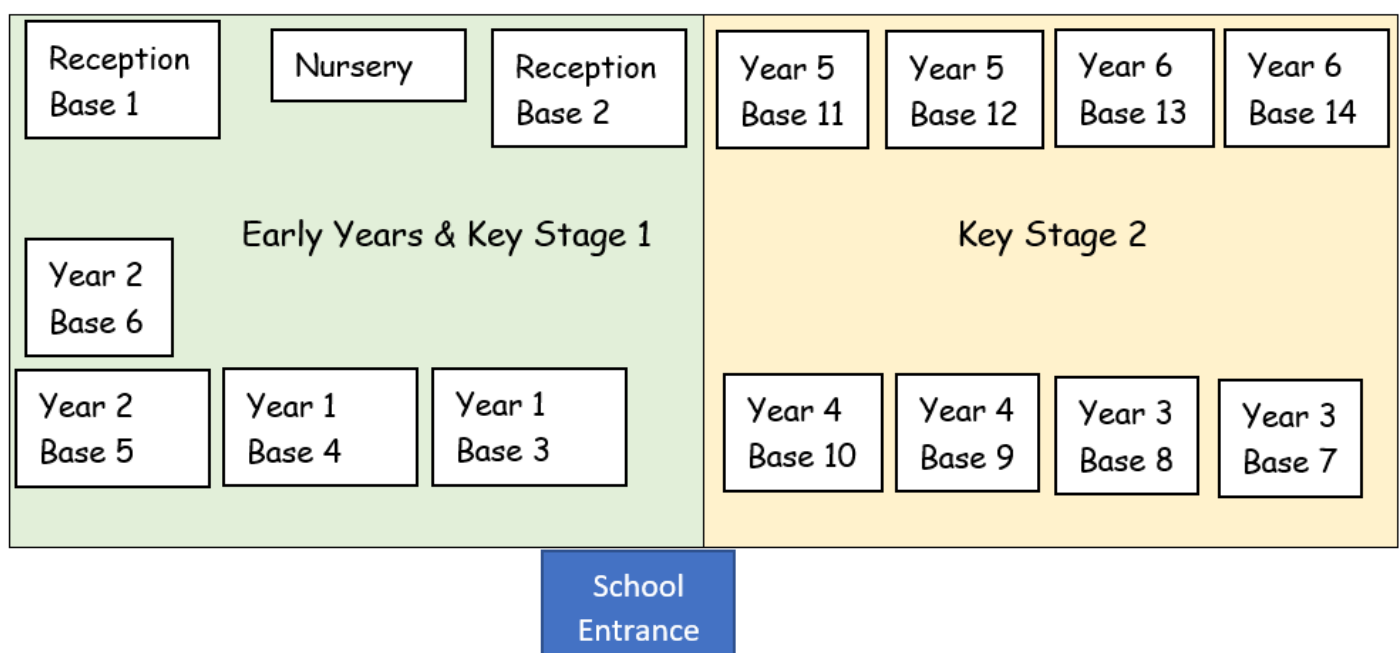 Reception
Base 1
Nursery
Reception
Base 2
Year 5
Base 11
Year 5
Base 12
Year 6
Base 13
Year 6
Base 14
Early Years & Key Stage 1
Key Stage 2
Year 2
Base 6
Year 2
Base 5
Year 1
Base 4
Year 1
Base 3
Year 4
Base 10
Year 4
Base 9
Year 3
Base 8
Year 3
Base 7
School
Entrance